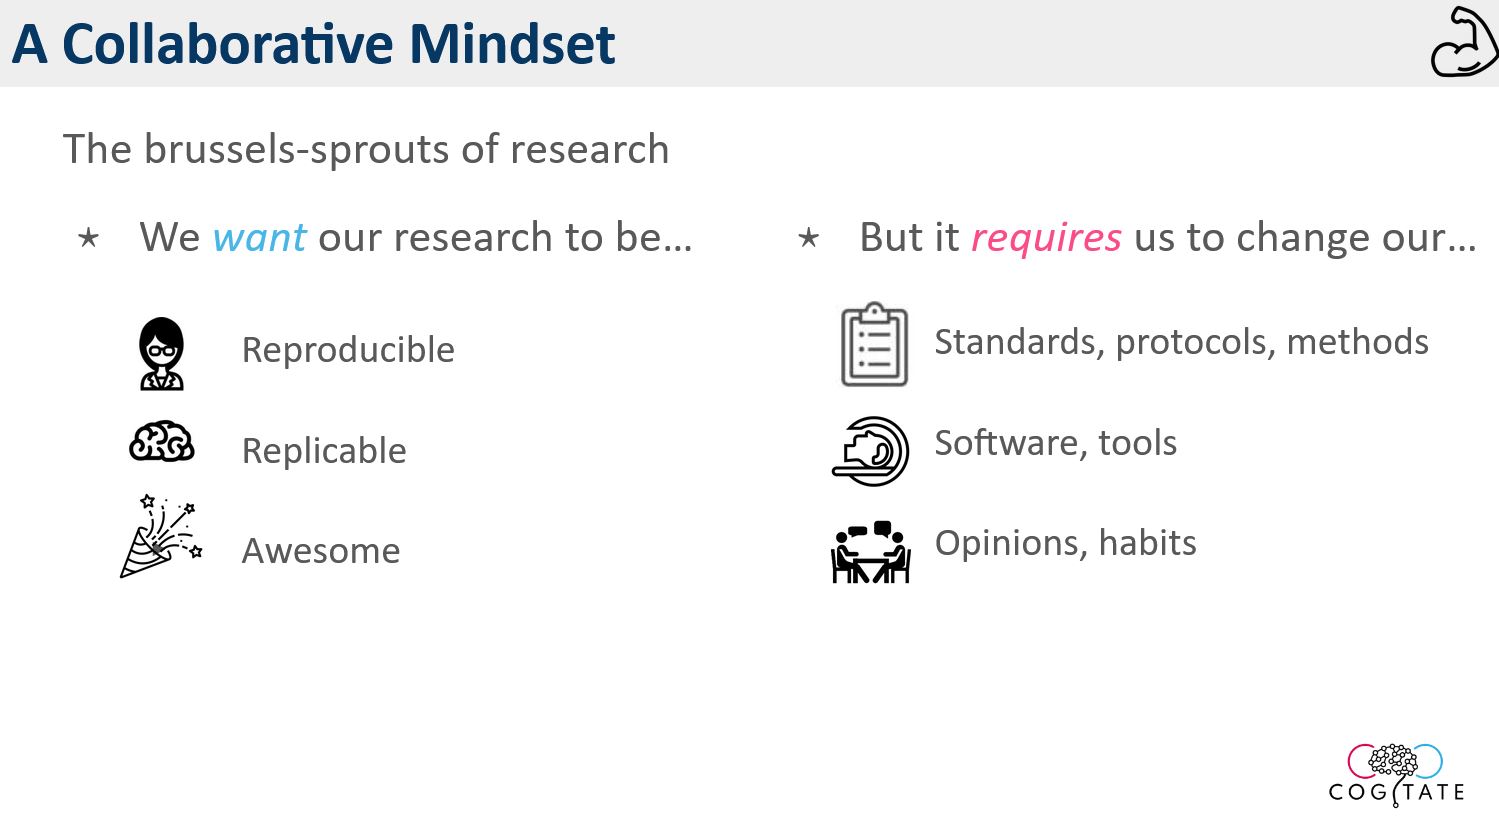 A Collaborative Mindset
The brussels-sprouts of research
* We want our research to be...
Reproducible
Replicable
Awesome
* But it requires us to change our...
Standards, protocols, methods
Software, tools
Opinions, habits
COGITATE